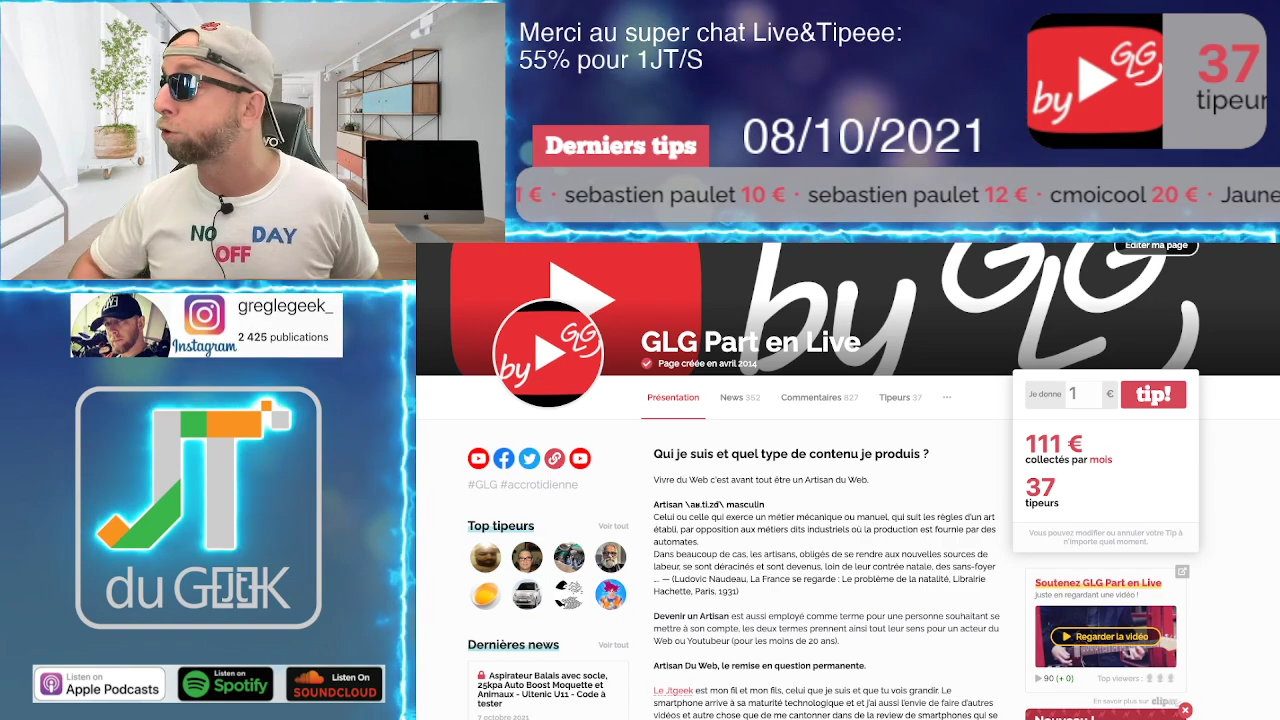 Merci au super chat Live&Tipeee:
55% pour 1JT/S
by GLG
37
tipeur
Derniers tips
08/10/2021
1 € · sebastien paulet 10 € · sebastien paulet 12 € · cmoicool 20 € · Jaune
NO DAY
OFF
greglegeek_
2 425 publications
Instagram
JT
du GEEK
Listen on
Apple Podcasts
Listen on
Spotify
Listen On
SOUNDCLOUD
Editer ma page
by GLG
by GLG
GLG Part en Live
Page créée en avril 2014
Présentation
News 352
Commentaires 827
Tipeurs 37
···
Je donne 1 € tip!
111 €
collectés par mois
37
tipeurs
Vous pouvez modifier ou annuler votre Tip à
n'importe quel moment.
#GLG #accrotidienne
Top tipeurs
Voir tout
Dernières news
Voir tout
Aspirateur Balais avec socle,
25kpa Auto Boost Moquette et
Animaux - Ultenic U11 - Code à
tester
7 octobre 2021
Qui je suis et quel type de contenu je produis ?
Vivre du Web c'est avant tout être un Artisan du Web.
Artisan \aʁ.ti.zɑ̃\ masculin
Celui ou celle qui exerce un métier mécanique ou manuel, qui suit les règles d'un art
établi, par opposition aux métiers dits industriels où la production est fournie par des
automates.
Dans beaucoup de cas, les artisans, obligés de se rendre aux nouvelles sources de
labeur, se sont déracinés et sont devenus, loin de leur contrée natale, des sans-foyer
… — (Ludovic Naudeau, La France se regarde : Le problème de la natalité, Librairie
Hachette, Paris, 1931)
Devenir un Artisan est aussi employé comme terme pour une personne souhaitant se
mettre à son compte, les deux termes prennent ainsi tout leur sens pour un acteur du
Web ou Youtubeur (pour les moins de 20 ans).
Artisan Du Web, le remise en question permanente.
Le Jtgeek est mon fil et mon fils, celui que je suis et que tu vois grandir. Le
smartphone arrive à sa maturité technologique et et j'ai aussi l'envie de faire d'autres
vidéos et autre chose que de me cantonner dans de la review de smartphones qui se
Soutenez GLG Part en Live
juste en regardant une vidéo !
Regarder la vidéo
90 (+ 0)
Top viewers :
En savoir plus sur
Nouveau !